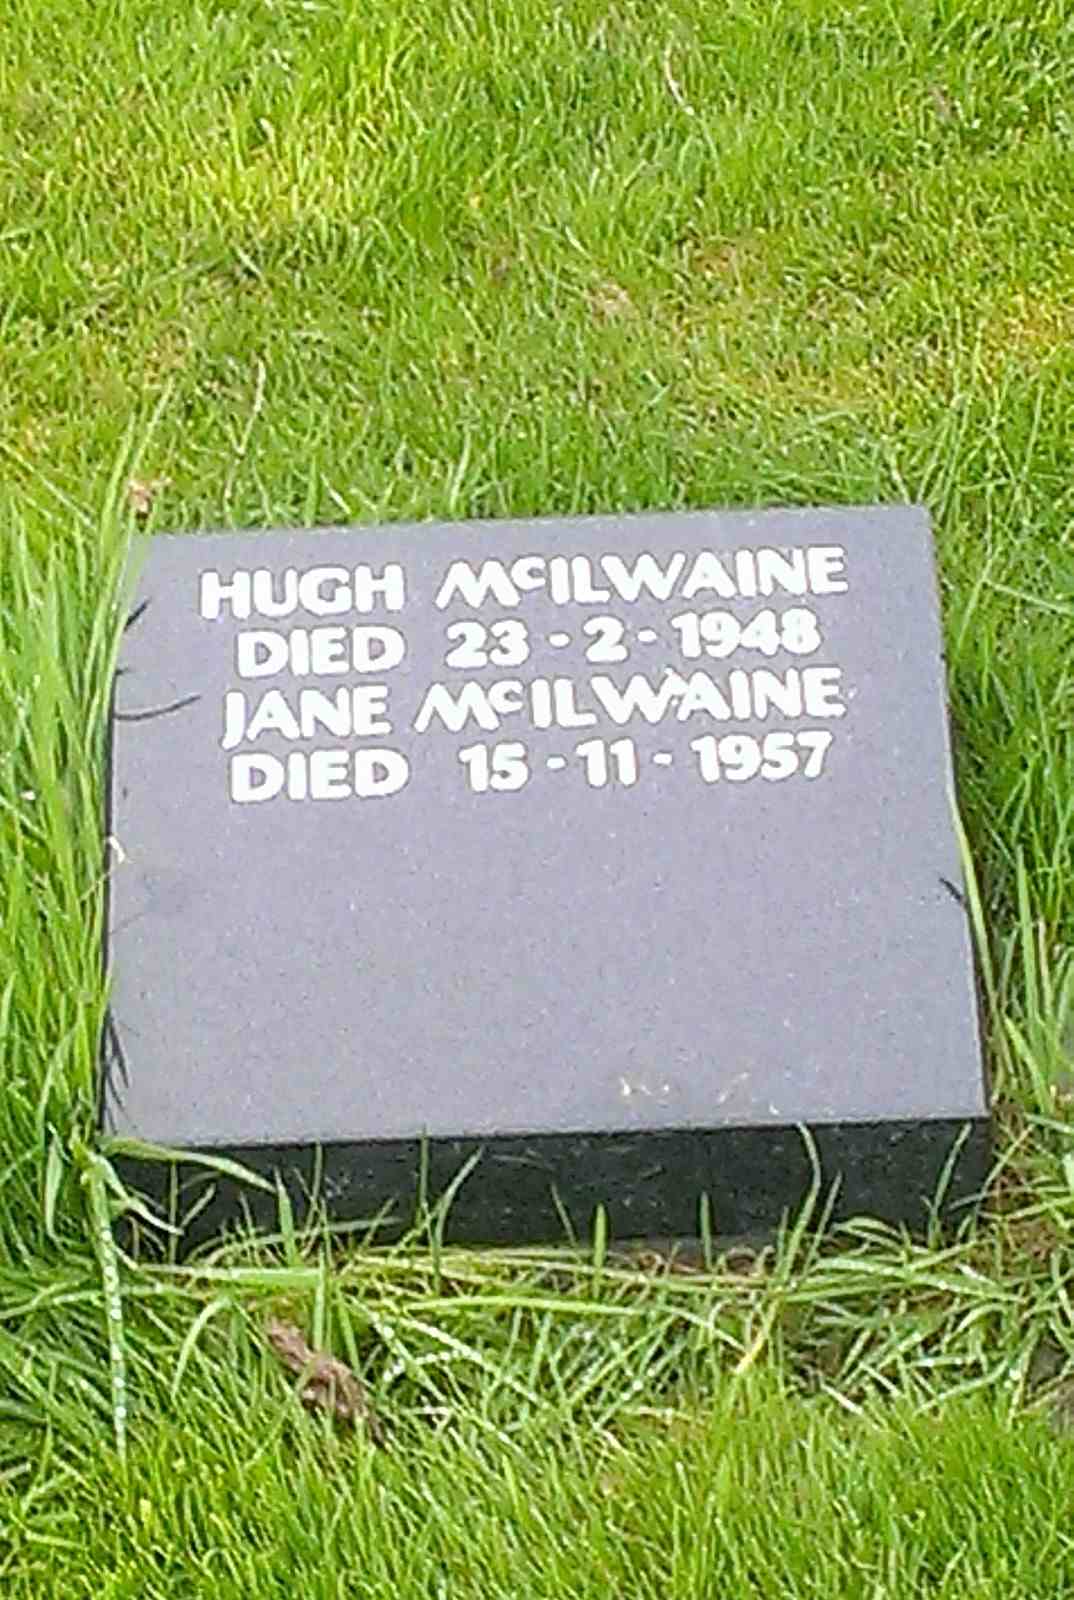 HUGH McILWAINE
DIED 23-2-1948
JANE McILWAINE
DIED 15-11-1957